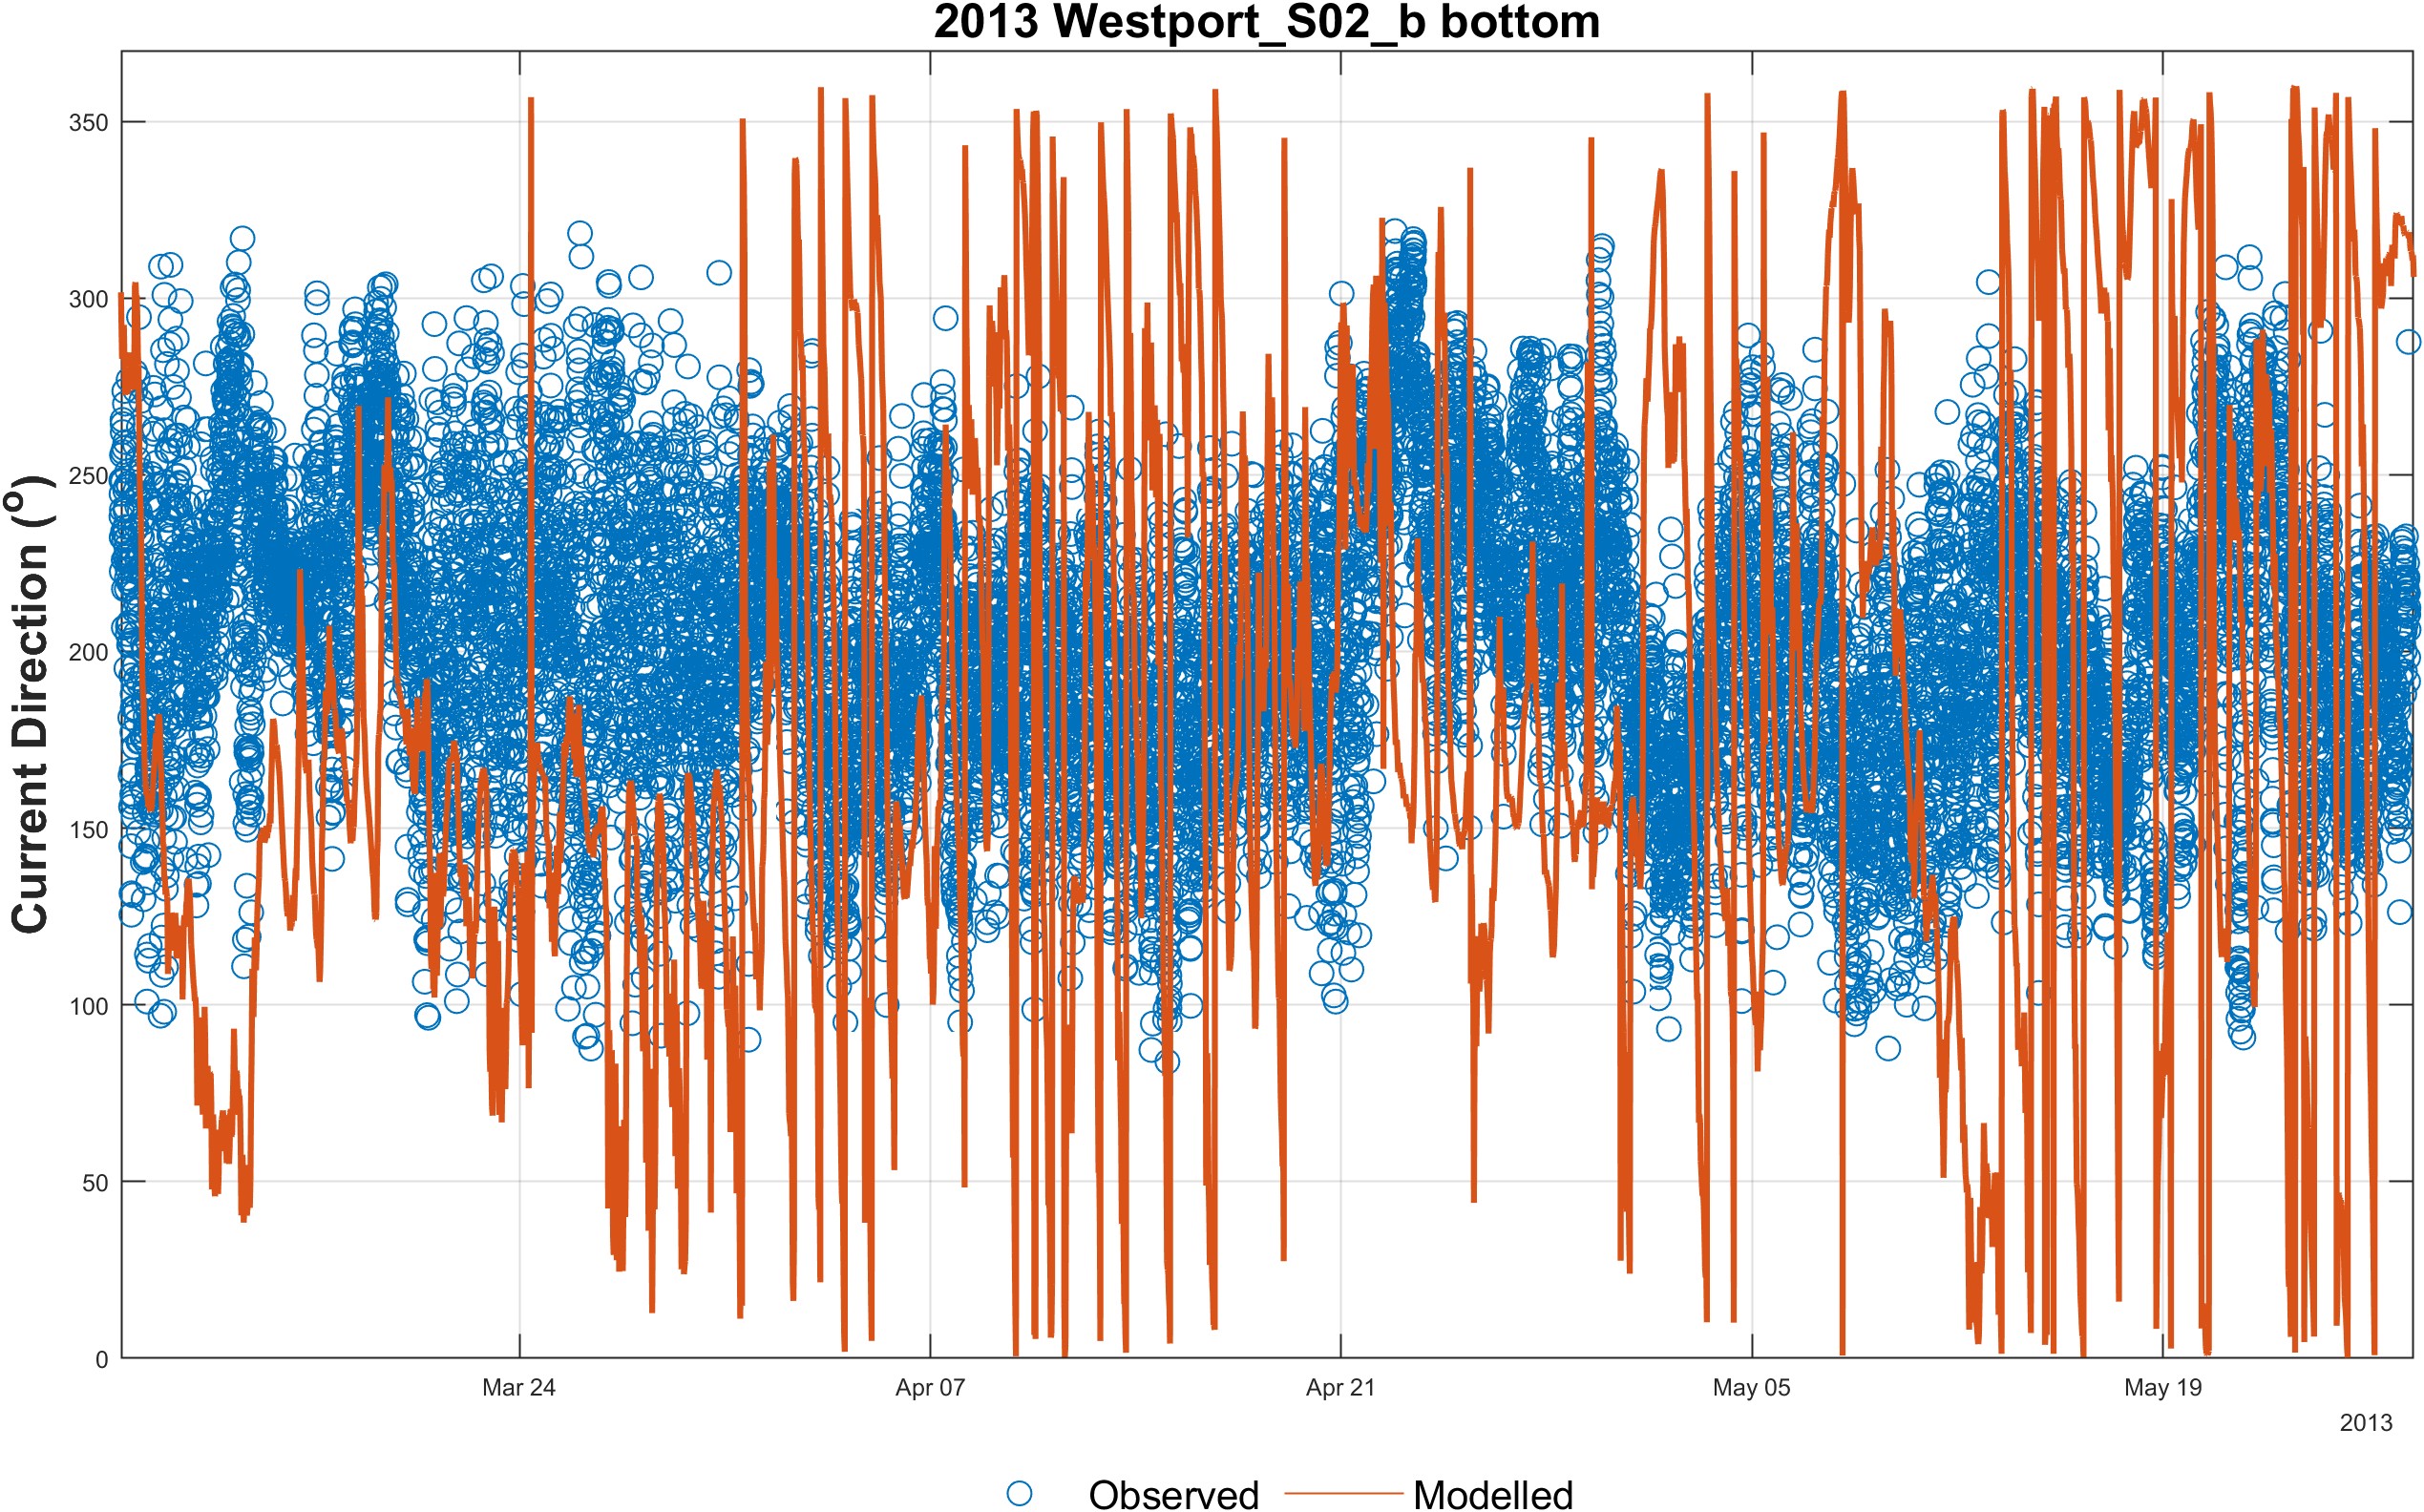 2013 Westport_S02_b bottom
Current Direction (°)
350
300
250
200
150
100
50
0
Mar 24 Apr 07 Apr 21 May 05 May 19
2013
Observed Modelled